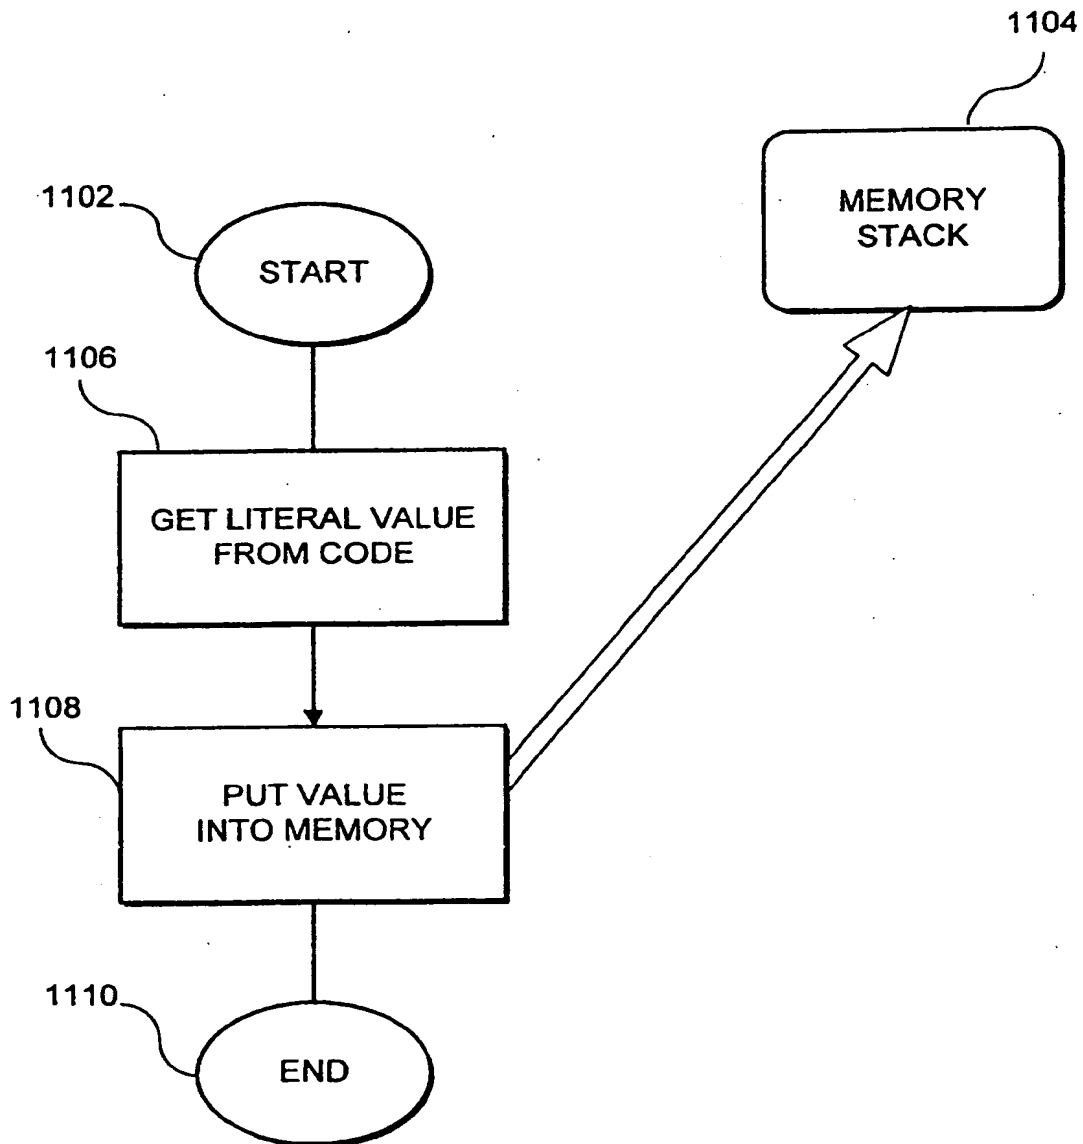 1104
MEMORY
STACK
1102
START
1106
GET LITERAL VALUE
FROM CODE
1108
PUT VALUE
INTO MEMORY
1110
END